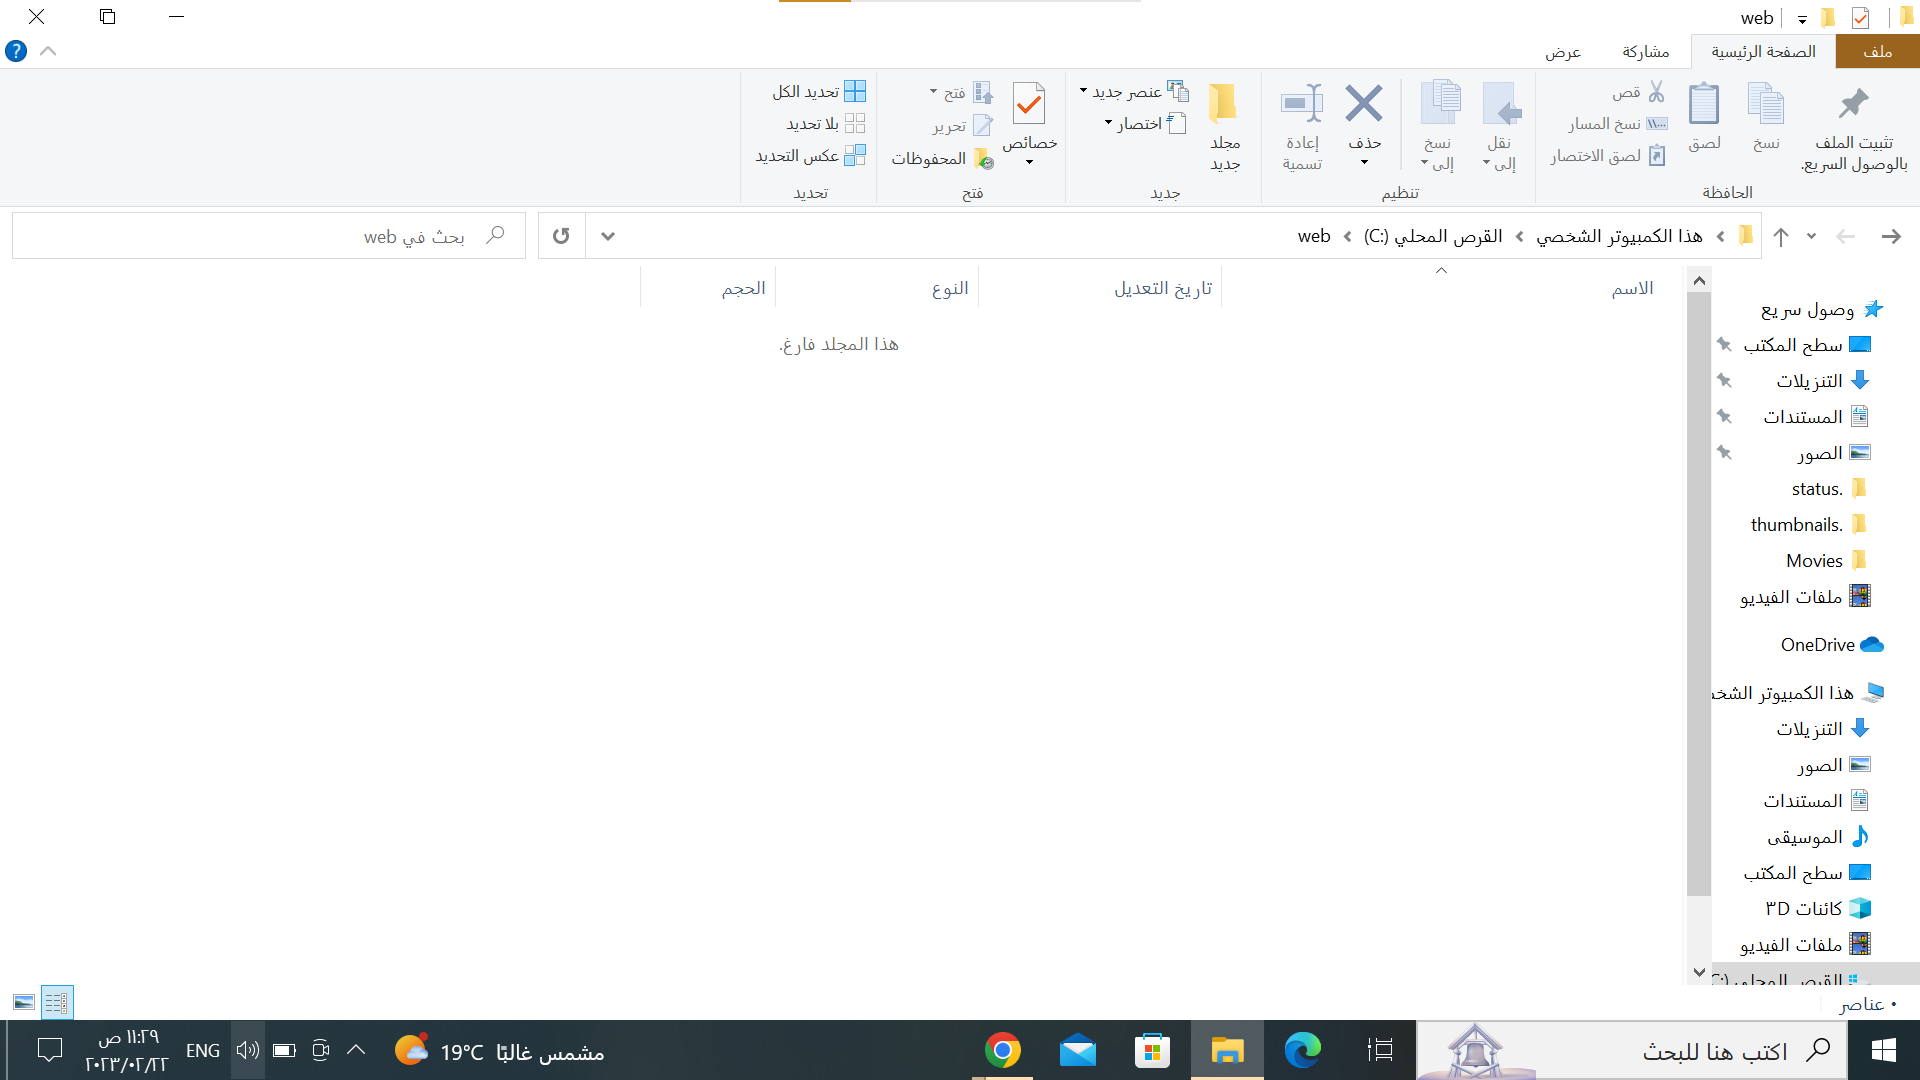 web
ملف
الصفحة الرئيسية
مشاركة
عرض
تثبيت الملف
بالوصول السريع.
نسخ
لصق
قص
نسخ المسار
لصق الاختصار
الحافظة
نقل
إلى
نسخ
إلى
حذف
إعادة
تسمية
تنظيم
مجلد
جديد
عنصر جديد
اختصار
جديد
خصائص
فتح
تحرير
المحفوظات
فتح
تحديد الكل
بلا تحديد
عكس التحديد
تحديد
هذا الكمبيوتر الشخصي
القرص المحلي (C:)
web
بحث في web
الاسم
تاريخ التعديل
النوع
الحجم
هذا المجلد فارغ.
وصول سريع
سطح المكتب
التنزيلات
المستندات
الصور
status.
thumbnails.
Movies
ملفات الفيديو
OneDrive
هذا الكمبيوتر الشخص
التنزيلات
الصور
المستندات
الموسيقى
سطح المكتب
كائنات ٣D
ملفات الفيديو
القرص المحلي (C:
٠ عناصر
اكتب هنا للبحث
مشمس غالبًا 19°C
ENG
١١:٢٩ ص
٢٠٢٣/٠٢/٢٢